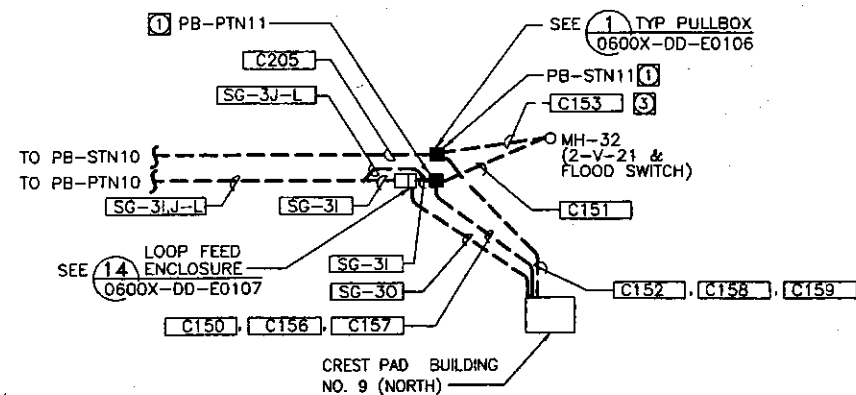 1 PB-PTN11
SEE 1 TYP PULLBOX
0600X-DD-E0106
C205
SG-3J-L
PB-STN11 1
C153 3
MH-32
(2-V-21 &
FLOOD SWITCH)
TO PB-STN10
TO PB-PTN10
SG-3I,J-L
SG-3I
C151
SEE 14 LOOP FEED
ENCLOSURE
0600X-DD-E0107
SG-3I
SG-30
C152, C158, C159
C150, C156, C157
CREST PAD BUILDING
NO. 9 (NORTH)